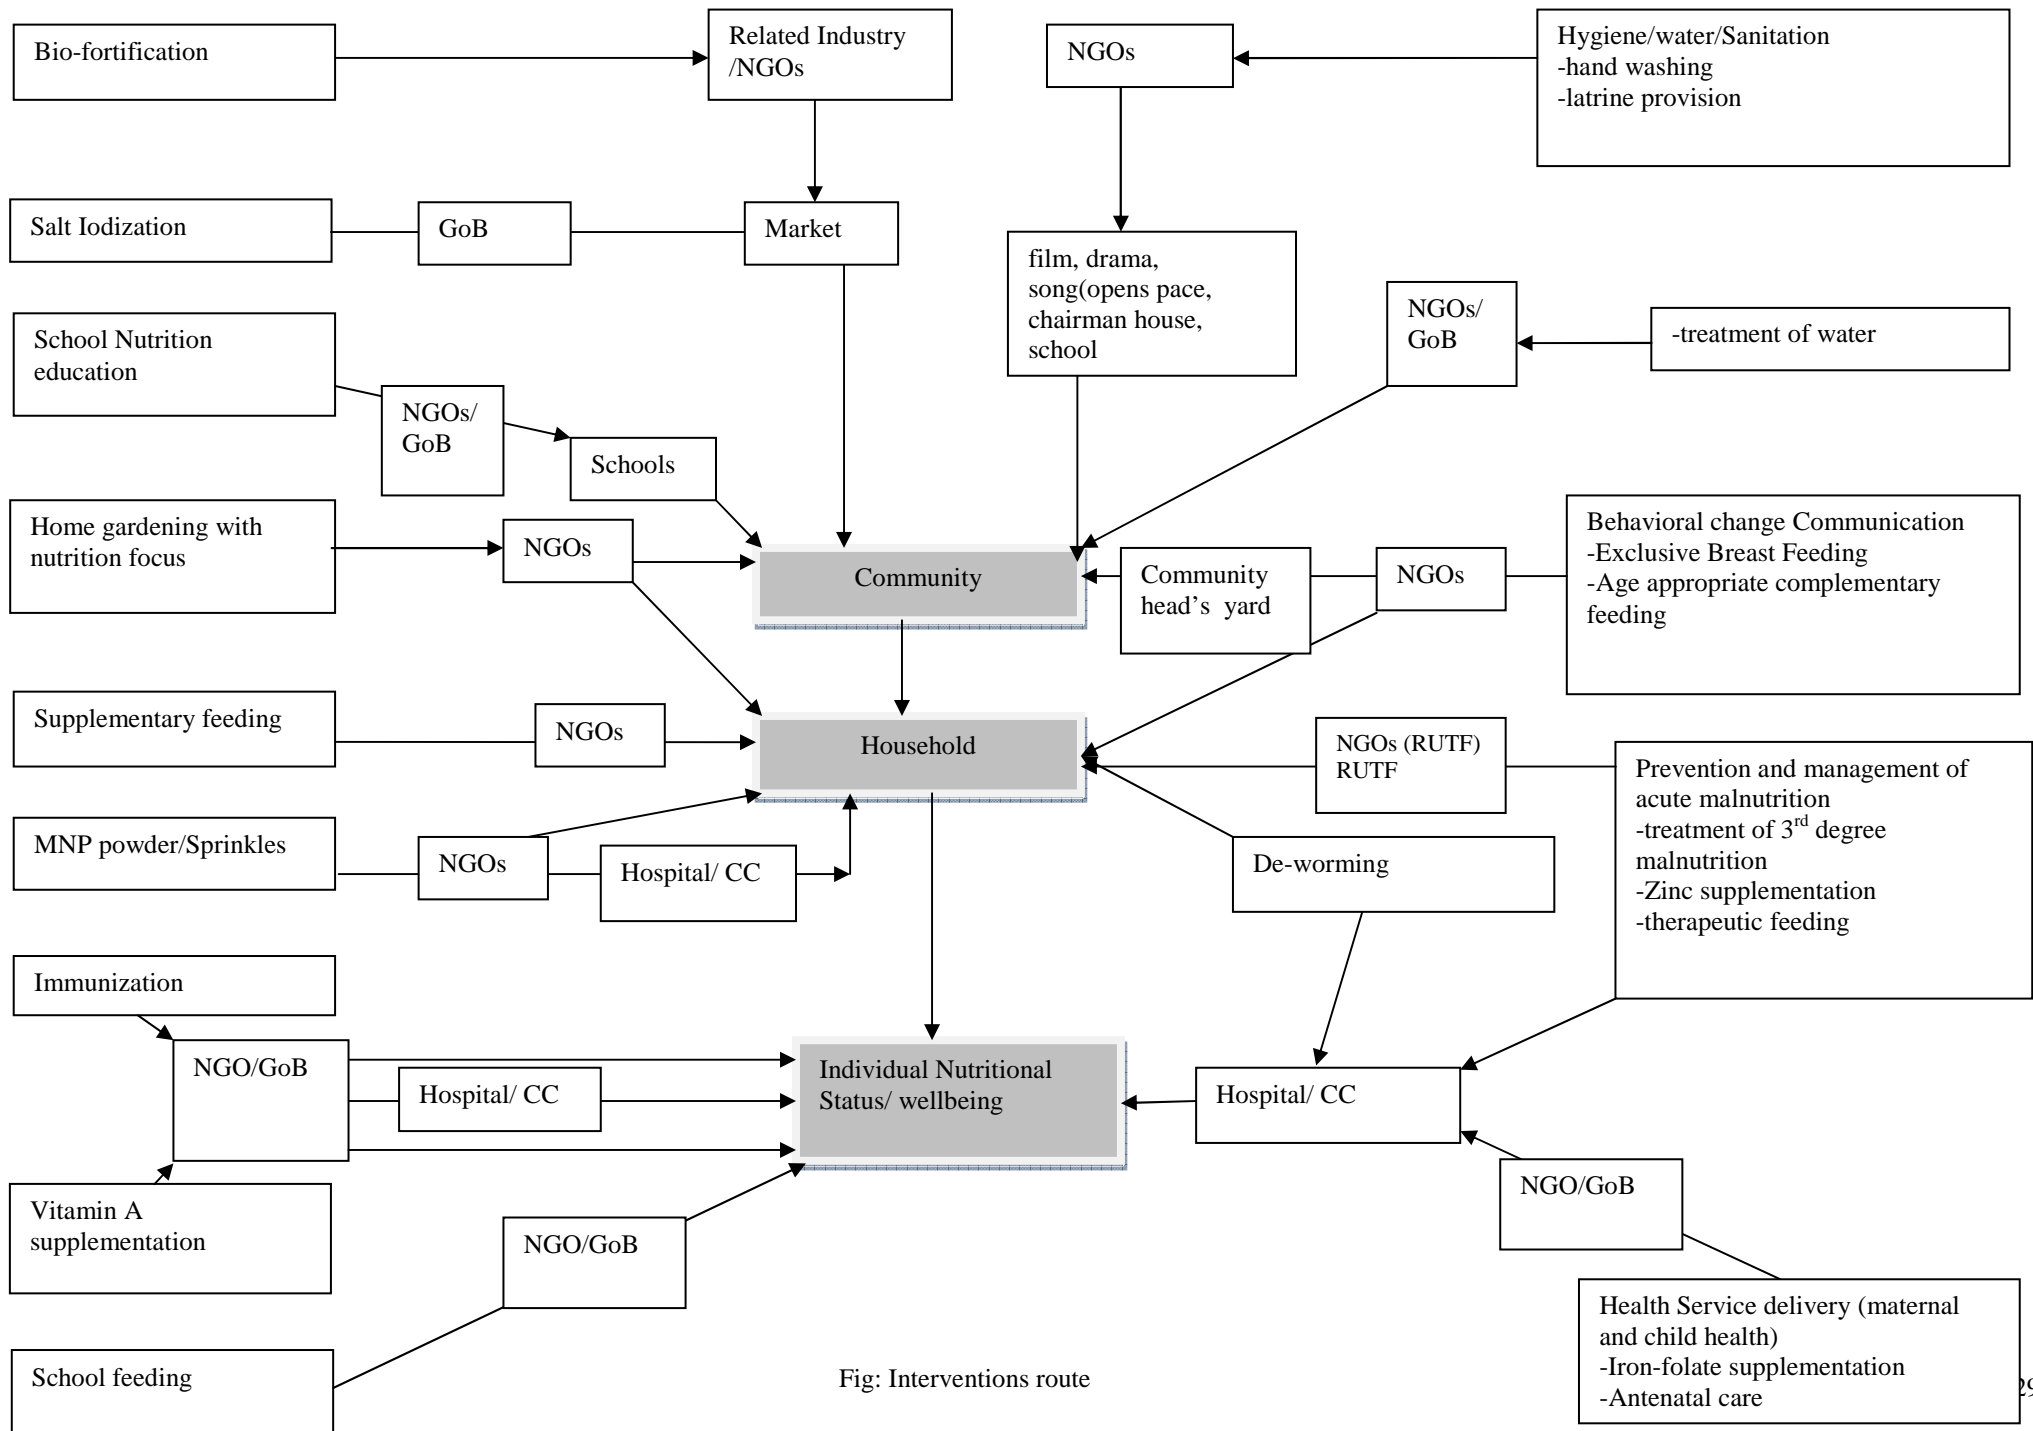 Bio-fortification
Related Industry
/NGOs
NGOs
Hygiene/water/Sanitation
-hand washing
-latrine provision
Salt Iodization
GoB
Market
film, drama,
song(opens pace,
chairman house,
school
NGOs/
GoB
-treatment of water
School Nutrition
education
NGOs/
GoB
Schools
Home gardening with
nutrition focus
NGOs
Community
Community
head’s yard
NGOs
Behavioral change Communication
-Exclusive Breast Feeding
-Age appropriate complementary
feeding
Supplementary feeding
NGOs
Household
NGOs (RUTF)
RUTF
Prevention and management of
acute malnutrition
-treatment of 3rd degree
malnutrition
-Zinc supplementation
-therapeutic feeding
MNP powder/Sprinkles
NGOs
Hospital/ CC
De-worming
Immunization
NGO/GoB
Hospital/ CC
Individual Nutritional
Status/ wellbeing
Hospital/ CC
Vitamin A
supplementation
NGO/GoB
NGO/GoB
School feeding
Health Service delivery (maternal
and child health)
-Iron-folate supplementation
-Antenatal care
Fig: Interventions route